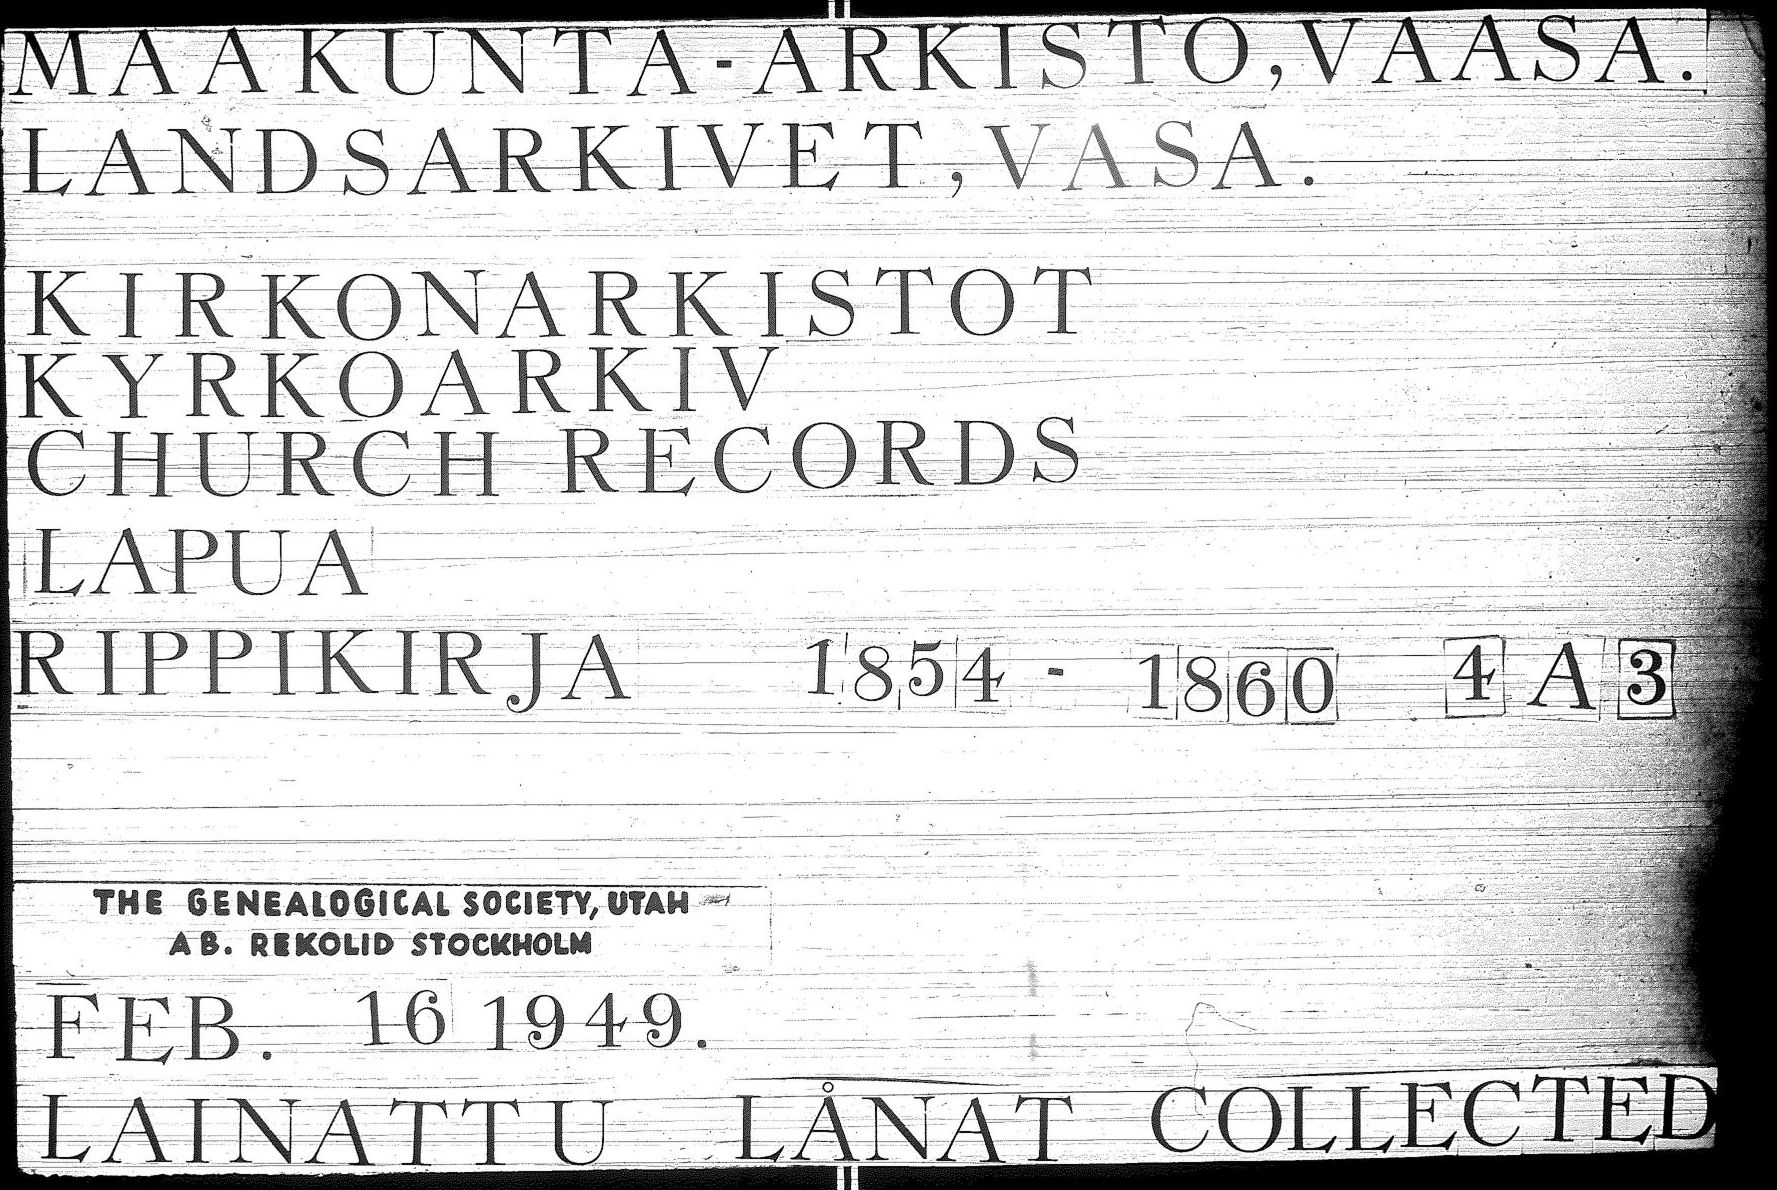 MAAKUNTA-ARKISTO, VAASA.
LANDSARKIVET, VASA.
KIRKONARKISTOT
KYRKOARKIV
CHURCH RECORDS
LAPUA
RIPPIKIRJA 1854 - 1860 4 A 3
THE GENEALOGICAL SOCIETY, UTAH
AB. REKOLID STOCKHOLM
FEB. 16 1949.
LAINATTU LÅNAT COLLECTED